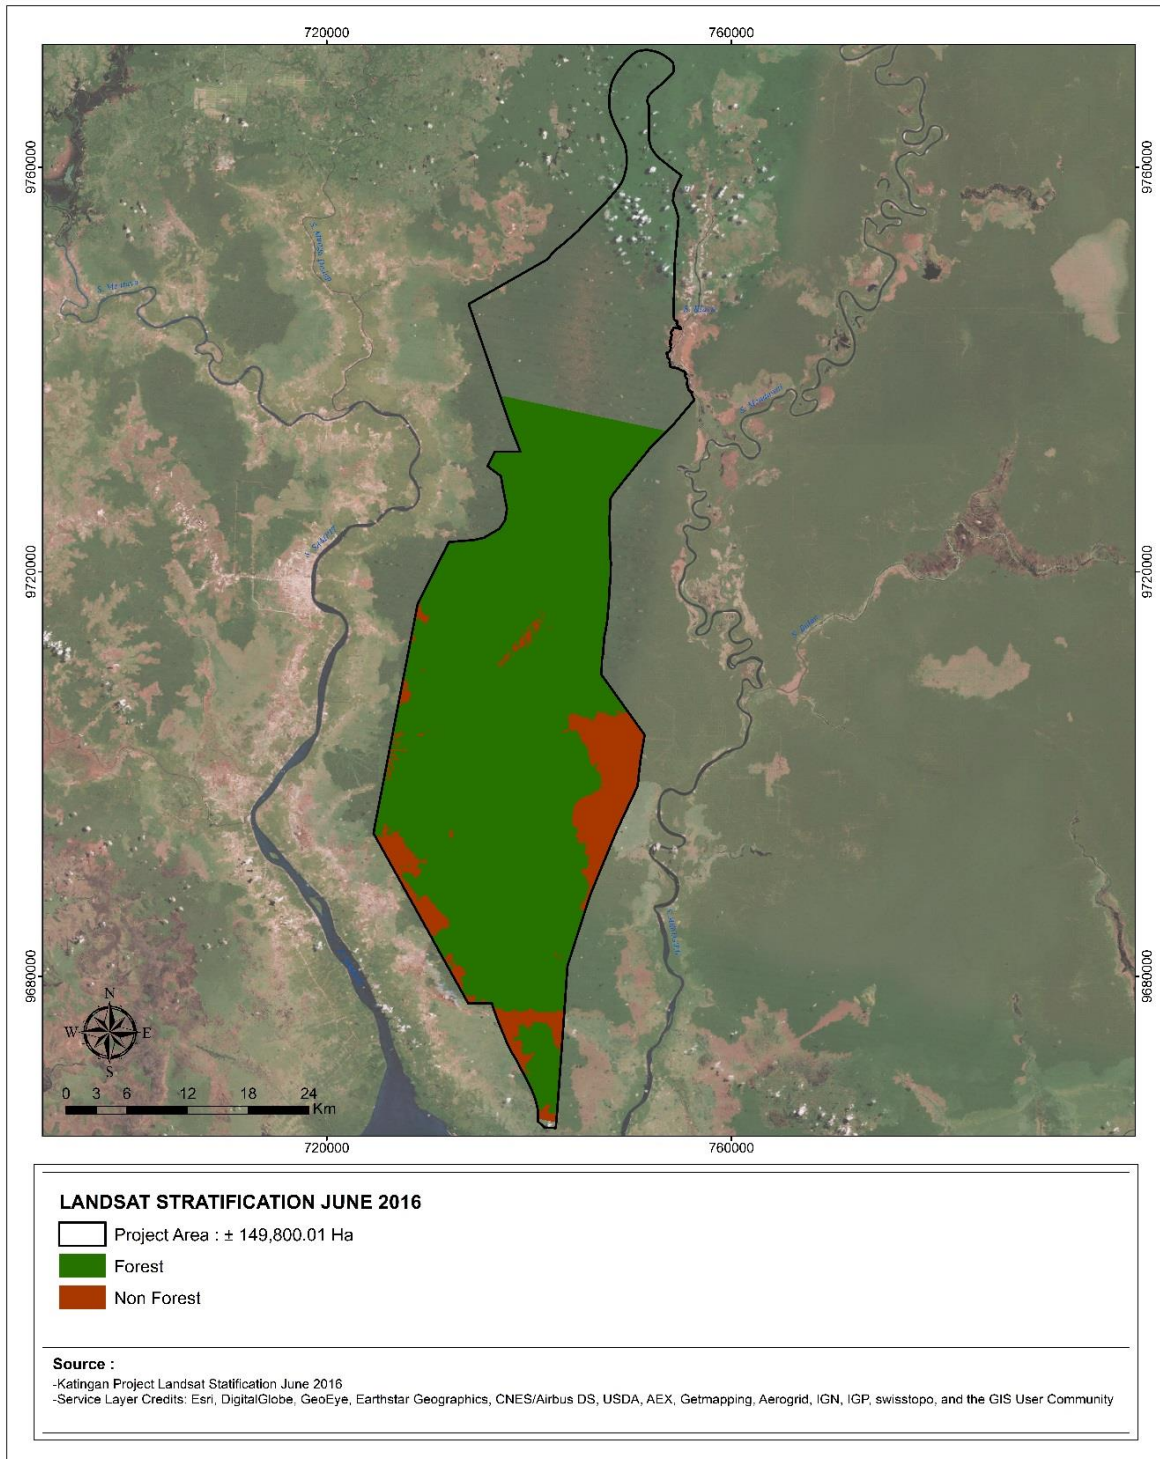 720000 760000
9760000 9760000
S. Mentaya
S. Mendawai
9720000 9720000
9680000 9680000
N
W E
S
0 3 6 12 18 24
Km
720000 760000
LANDSAT STRATIFICATION JUNE 2016
Project Area : ± 149,800.01 Ha
Forest
Non Forest
Source :
-Katingan Project Landsat Statification June 2016
-Service Layer Credits: Esri, DigitalGlobe, GeoEye, Earthstar Geographics, CNES/Airbus DS, USDA, AEX, Getmapping, Aerogrid, IGN, IGP, swisstopo, and the GIS User Community